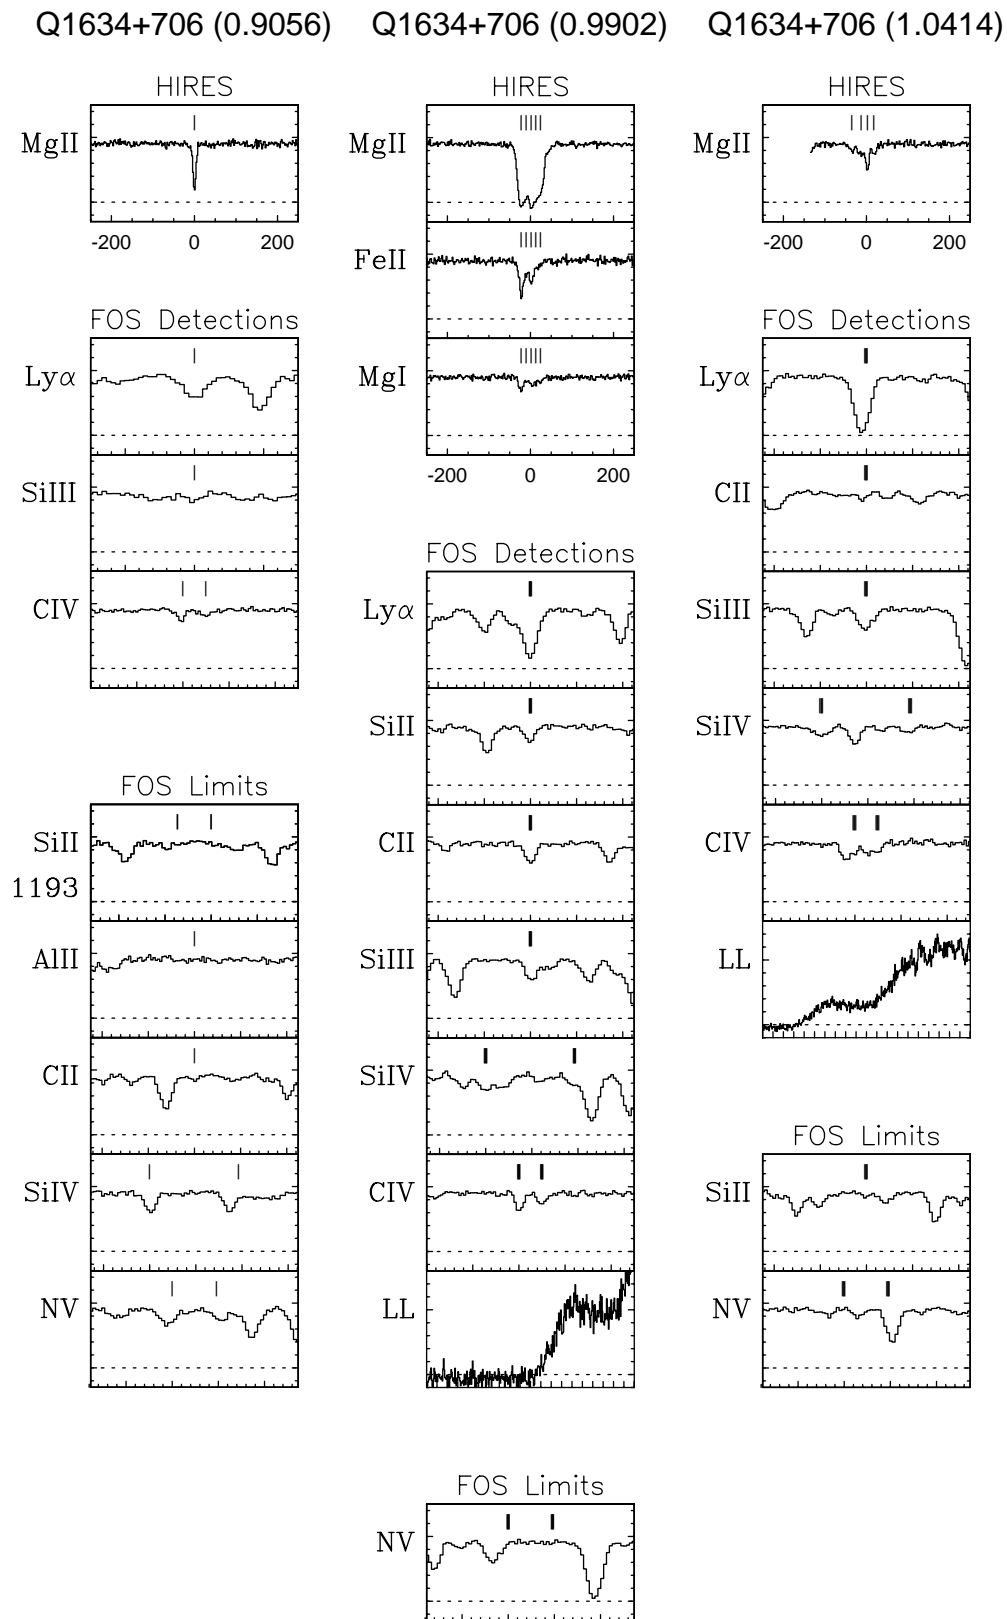 Q1634+706 (0.9056)
HIRES
MgII
-200 0 200
FOS Detections
Lyα
SiIII
CIV
FOS Limits
SiII
1193
AlII
CII
SiIV
NV
Q1634+706 (0.9902)
HIRES
MgII
FeII
MgI
-200 0 200
FOS Detections
Lyα
SiII
CII
SiIII
SiIV
CIV
LL
FOS Limits
NV
Q1634+706 (1.0414)
HIRES
MgII
-200 0 200
FOS Detections
Lyα
CII
SiIII
SiIV
CIV
LL
FOS Limits
SiII
NV